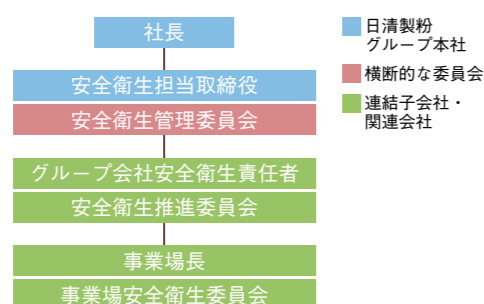 社長
安全衛生担当取締役
安全衛生管理委員会
グループ会社安全衛生責任者
安全衛生推進委員会
事業場長
事業場安全衛生委員会
日清製粉
グループ本社
横断的な委員会
連結子会社・
関連会社